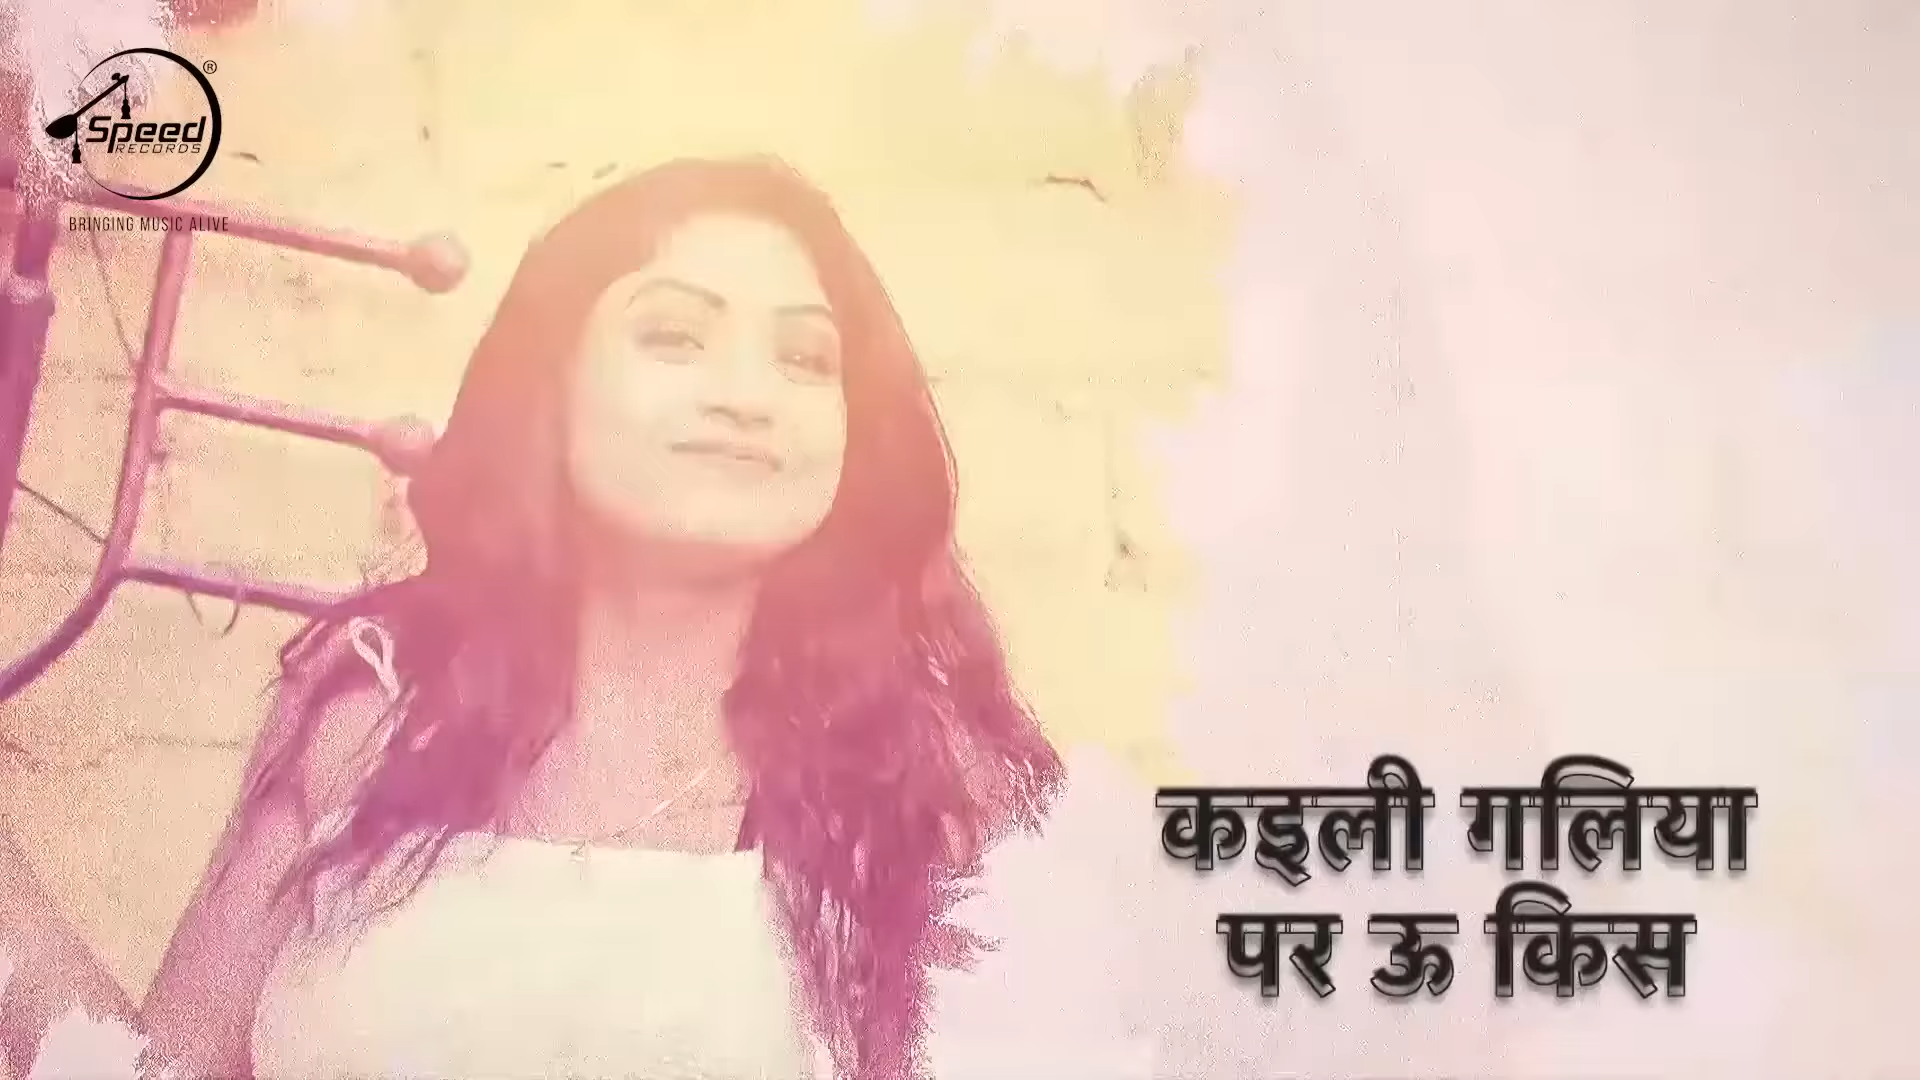 Speed
RECORDS
®
BRINGING MUSIC ALIVE
कइली गलिया
पर ऊ किस